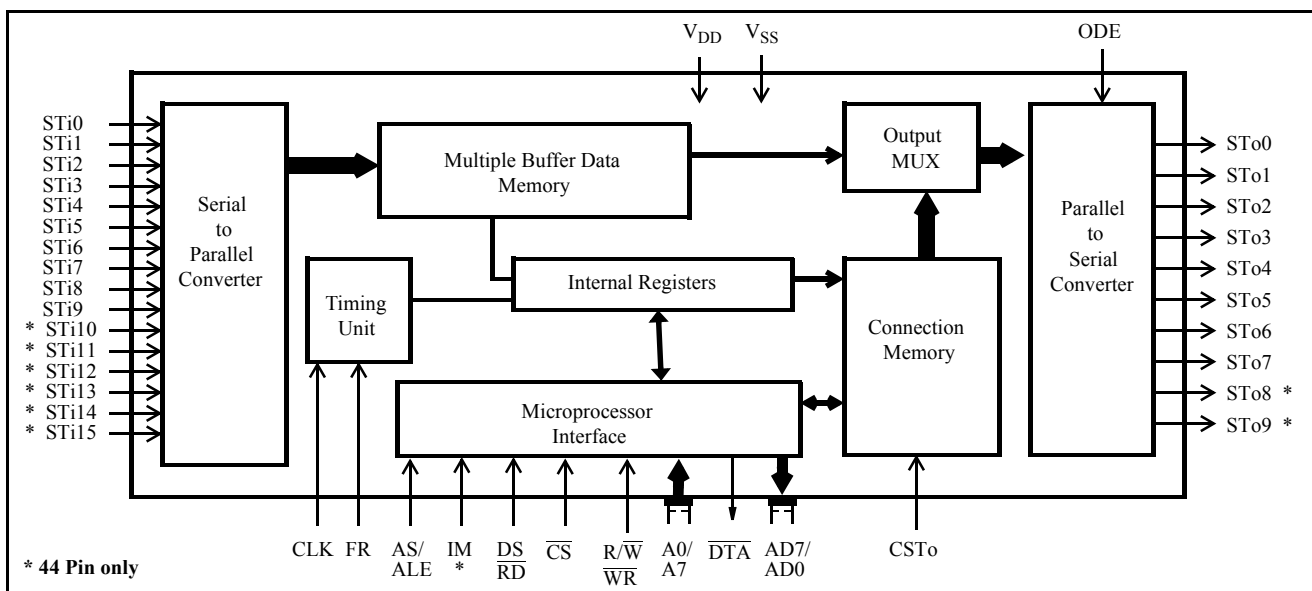 VDD
VSS
ODE
STi0
STi1
STi2
STi3
STi4
STi5
STi6
STi7
STi8
STi9
* STi10
* STi11
* STi12
* STi13
* STi14
* STi15
Serial
to
Parallel
Converter
Multiple Buffer Data
Memory
Output
MUX
Timing
Unit
Internal Registers
Connection
Memory
Microprocessor
Interface
Parallel
to
Serial
Converter
STo0
STo1
STo2
STo3
STo4
STo5
STo6
STo7
STo8 *
STo9 *
CLK
FR
AS/
ALE
IM
*
DS
RD
CS
R/W
WR
A0/
A7
DTA
AD7/
AD0
CSTo
* 44 Pin only